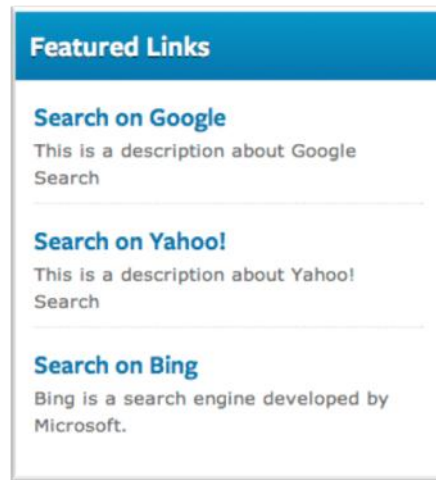 Featured Links
Search on Google
This is a description about Google
Search
Search on Yahoo!
This is a description about Yahoo!
Search
Search on Bing
Bing is a search engine developed by
Microsoft.